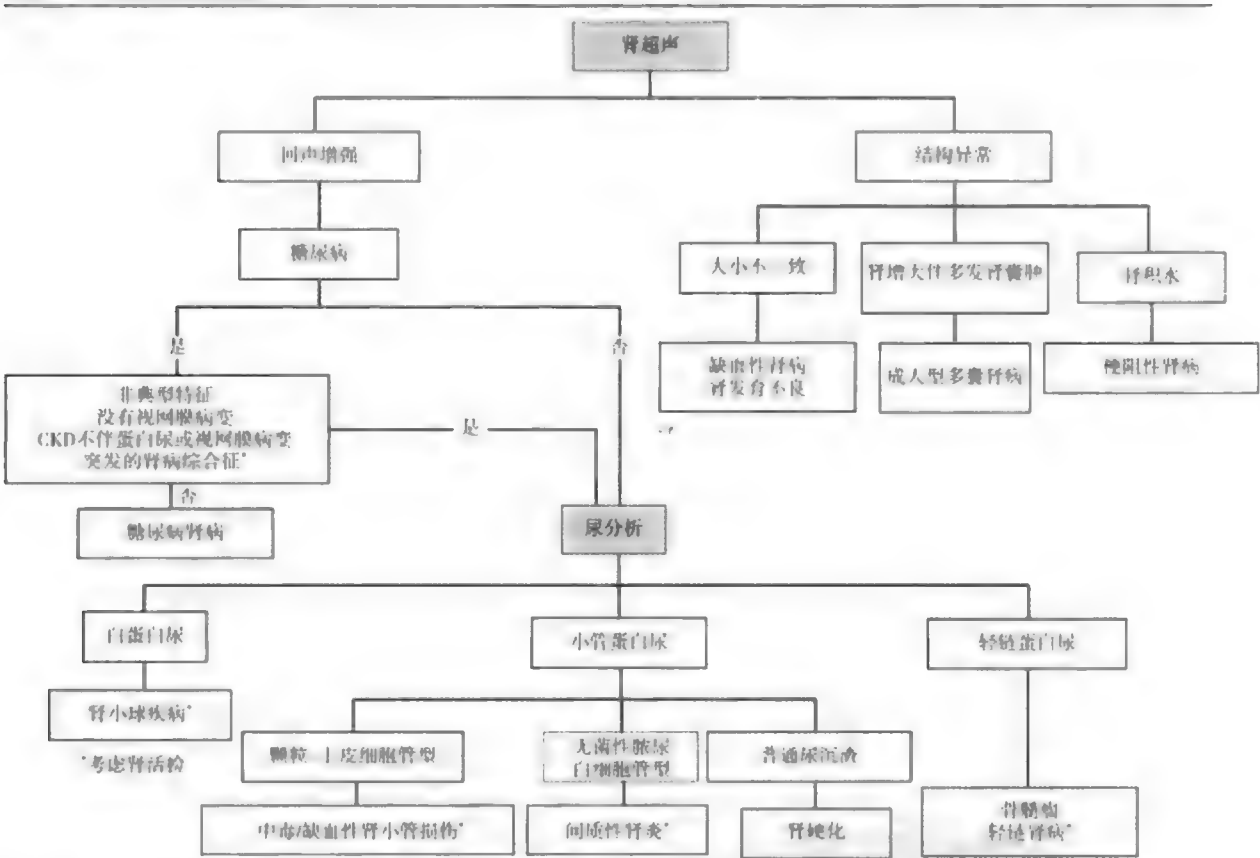 肾超声
回声增强
结构异常
糖尿病
大小不一致
肾增大伴多发肾囊肿
肾积水
是
否
缺血性肾病
肾发育不良
成人型多囊肾病
梗阻性肾病
非典型特征
没有视网膜病变
CKD不伴蛋白尿或视网膜病变
突发的肾病综合征*
是
否
糖尿病肾病
尿分析
白蛋白尿
小管蛋白尿
轻链蛋白尿
肾小球疾病*
*考虑肾活检
颗粒 上皮细胞管型
无菌性脓尿
白细胞管型
普通尿沉渣
中毒/缺血性肾小管损伤*
间质性肾炎*
肾硬化
骨髓瘤
轻链肾病*